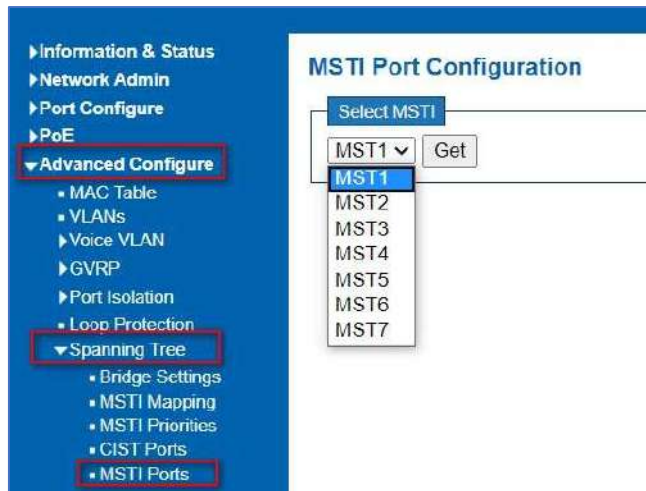 Information & Status
Network Admin
Port Configure
PoE
Advanced Configure
MAC Table
VLANs
Voice VLAN
GVRP
Port Isolation
Loop Protection
Spanning Tree
Bridge Settings
MSTI Mapping
MSTI Priorities
CIST Ports
MSTI Ports
MSTI Port Configuration
Select MSTI
MST1 Get
MST1
MST2
MST3
MST4
MST5
MST6
MST7